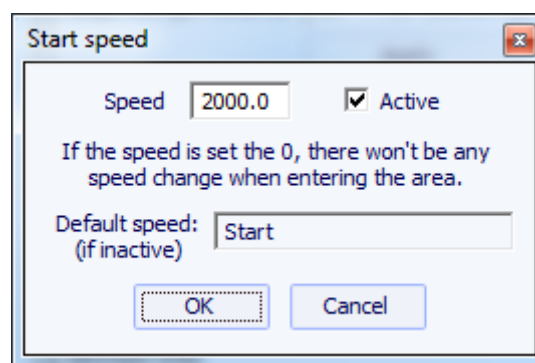 Start speed
Speed 2000.0 Active
If the speed is set the 0, there won't be any
speed change when entering the area.
Default speed: Start
(if inactive)
OK Cancel